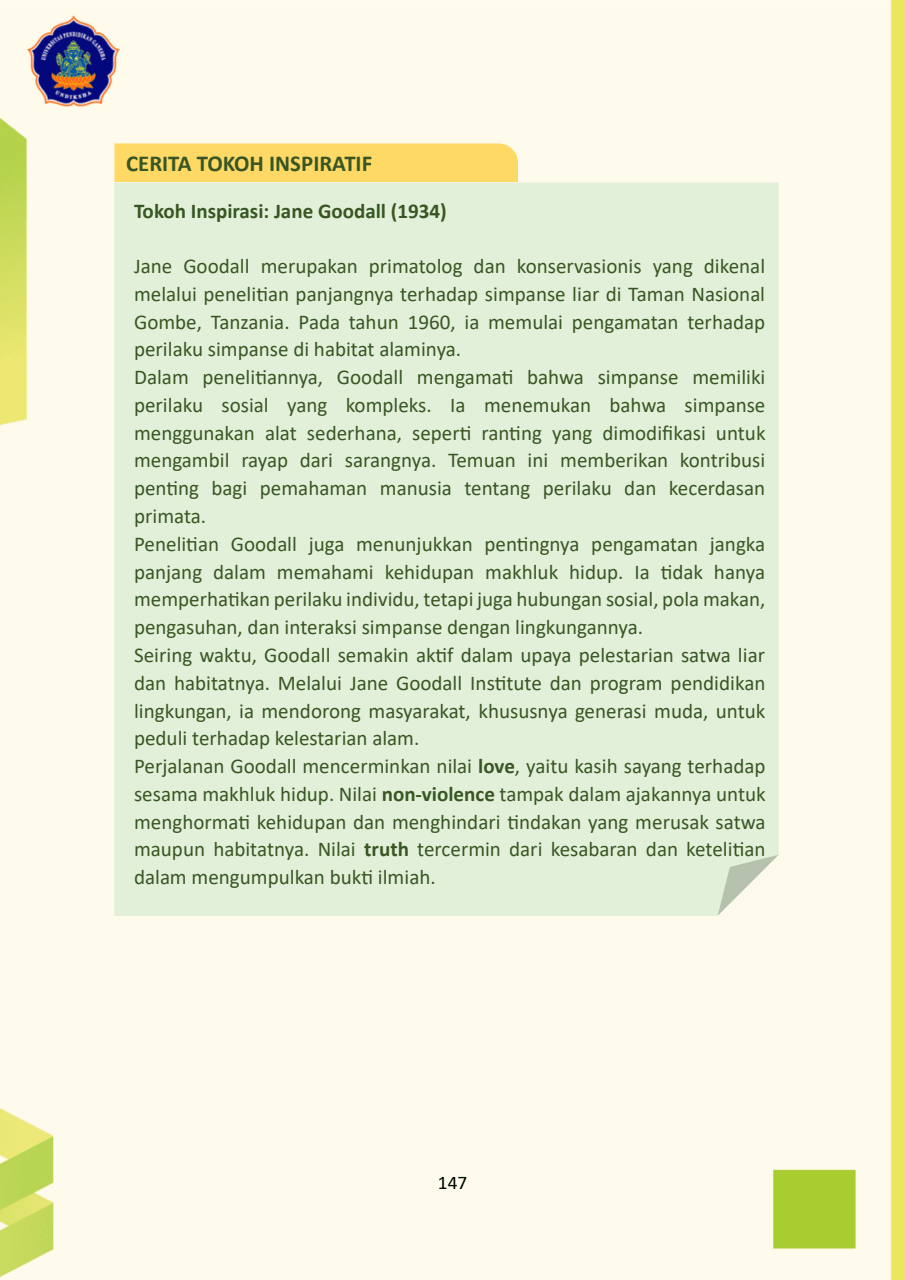 UNIVERSITAS PENDIDIKAN GANESHA
UNDIKSHA
CERITA TOKOH INSPIRATIF
Tokoh Inspirasi: Jane Goodall (1934)
Jane Goodall merupakan primatolog dan konservasionis yang dikenal
melalui penelitian panjangnya terhadap simpanse liar di Taman Nasional
Gombe, Tanzania. Pada tahun 1960, ia memulai pengamatan terhadap
perilaku simpanse di habitat alaminya.
Dalam penelitiannya, Goodall mengamati bahwa simpanse memiliki
perilaku sosial yang kompleks. Ia menemukan bahwa simpanse
menggunakan alat sederhana, seperti ranting yang dimodifikasi untuk
mengambil rayap dari sarangnya. Temuan ini memberikan kontribusi
penting bagi pemahaman manusia tentang perilaku dan kecerdasan
primata.
Penelitian Goodall juga menunjukkan pentingnya pengamatan jangka
panjang dalam memahami kehidupan makhluk hidup. Ia tidak hanya
memperhatikan perilaku individu, tetapi juga hubungan sosial, pola makan,
pengasuhan, dan interaksi simpanse dengan lingkungannya.
Seiring waktu, Goodall semakin aktif dalam upaya pelestarian satwa liar
dan habitatnya. Melalui Jane Goodall Institute dan program pendidikan
lingkungan, ia mendorong masyarakat, khususnya generasi muda, untuk
peduli terhadap kelestarian alam.
Perjalanan Goodall mencerminkan nilai love, yaitu kasih sayang terhadap
sesama makhluk hidup. Nilai non-violence tampak dalam ajakannya untuk
menghormati kehidupan dan menghindari tindakan yang merusak satwa
maupun habitatnya. Nilai truth tercermin dari kesabaran dan ketelitian
dalam mengumpulkan bukti ilmiah.
147